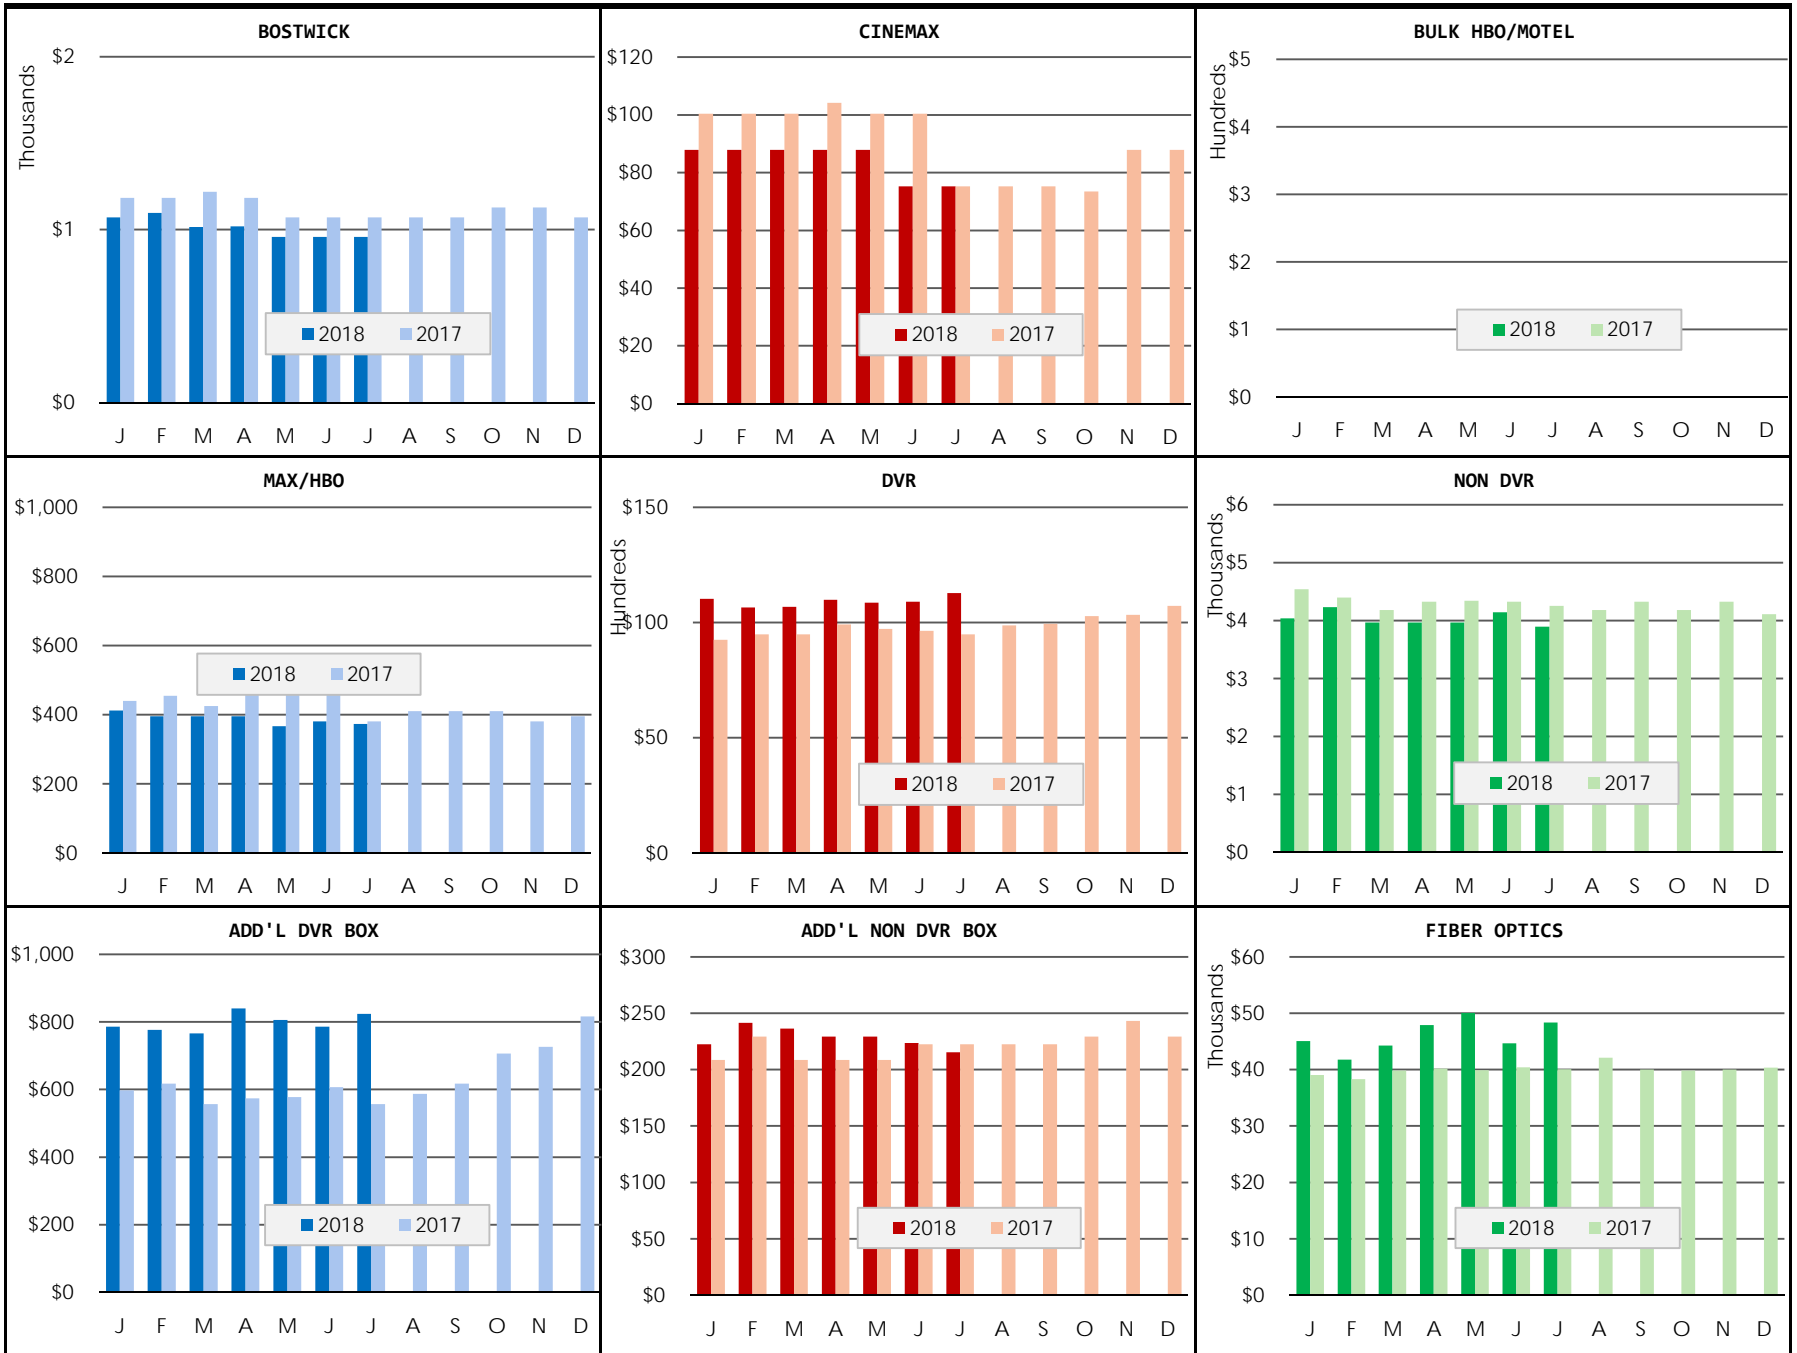 BOSTWICK
Thousands
$2
$1
$0
J F M A M J J A S O N D
2018 2017
CINEMAX
$120
$100
$80
$60
$40
$20
$0
J F M A M J J A S O N D
2018 2017
BULK HBO/MOTEL
Hundreds
$5
$4
$3
$2
$1
$0
J F M A M J J A S O N D
2018 2017
MAX/HBO
$1,000
$800
$600
$400
$200
$0
J F M A M J J A S O N D
2018 2017
DVR
Hundreds
$150
$100
$50
$0
J F M A M J J A S O N D
2018 2017
NON DVR
Thousands
$6
$5
$4
$3
$2
$1
$0
J F M A M J J A S O N D
2018 2017
ADD'L DVR BOX
$1,000
$800
$600
$400
$200
$0
J F M A M J J A S O N D
2018 2017
ADD'L NON DVR BOX
$300
$250
$200
$150
$100
$50
$0
J F M A M J J A S O N D
2018 2017
FIBER OPTICS
Thousands
$60
$50
$40
$30
$20
$10
$0
J F M A M J J A S O N D
2018 2017